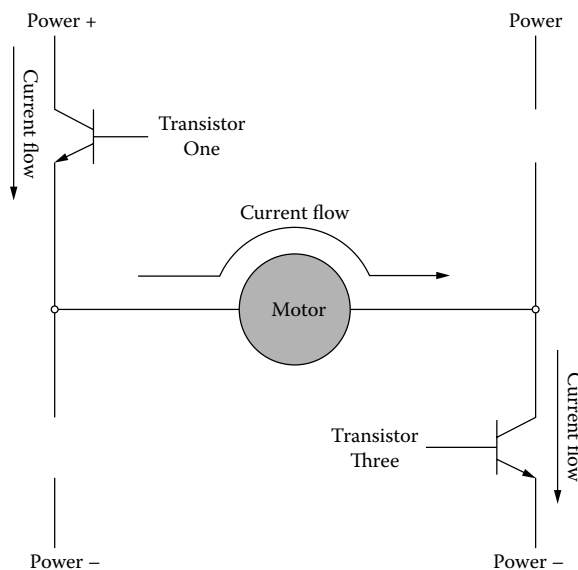 Power +
Power
Current flow
Transistor
One
Current flow
Motor
Current flow
Transistor
Three
Power –
Power –